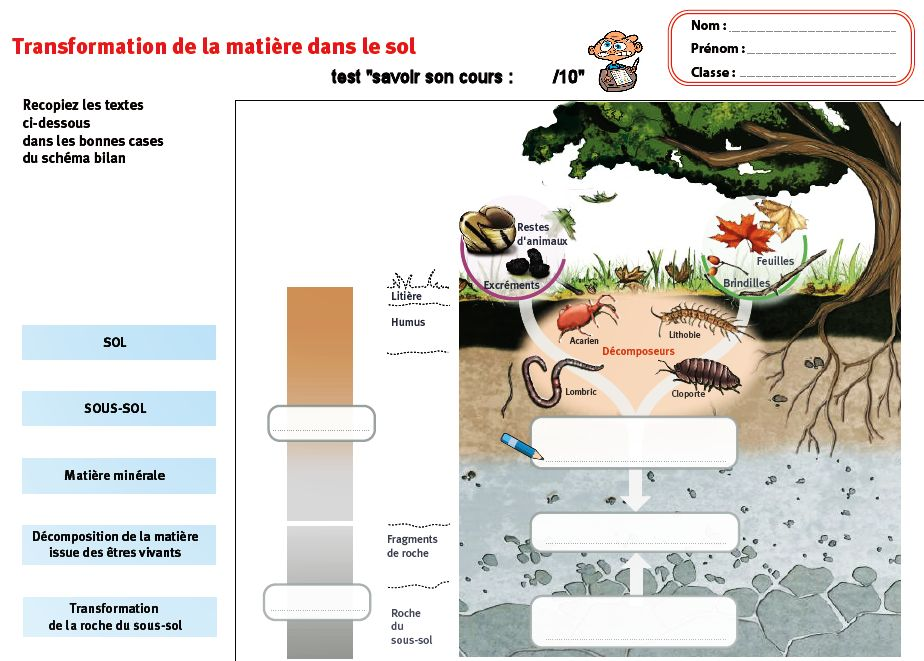 Transformation de la matière dans le sol
test "savoir son cours : /10"
Nom :
Prénom :
Classe :
Recopiez les textes
ci-dessous
dans les bonnes cases
du schéma bilan
SOL
SOUS-SOL
Matière minérale
Décomposition de la matière
issue des êtres vivants
Transformation
de la roche du sous-sol
Litière
Humus
Fragments
de roche
Roche
du
sous-sol
Restes
d'animaux
Excréments
Feuilles
Brindilles
Acarien
Lithobie
Décomposeurs
Lombric
Cloporte